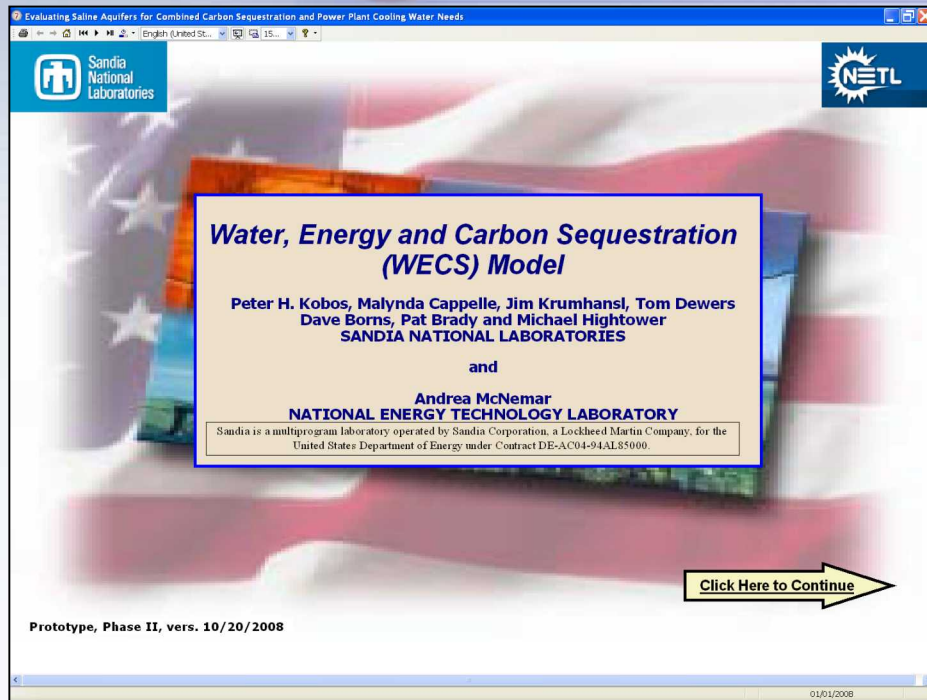 Evaluating Saline Aquifers for Combined Carbon Sequestration and Power Plant Cooling Water Needs
English (United St... 15...
Sandia
National
Laboratories
NETL
Water, Energy and Carbon Sequestration
(WECS) Model
Peter H. Kobos, Malynda Cappelle, Jim Krumhansl, Tom Dewers
Dave Borns, Pat Brady and Michael Hightower
SANDIA NATIONAL LABORATORIES
and
Andrea McNemar
NATIONAL ENERGY TECHNOLOGY LABORATORY
Sandia is a multiprogram laboratory operated by Sandia Corporation, a Lockheed Martin Company, for the
United States Department of Energy under Contract DE-AC04-94AL85000.
Click Here to Continue
Prototype, Phase II, vers. 10/20/2008
01/01/2008